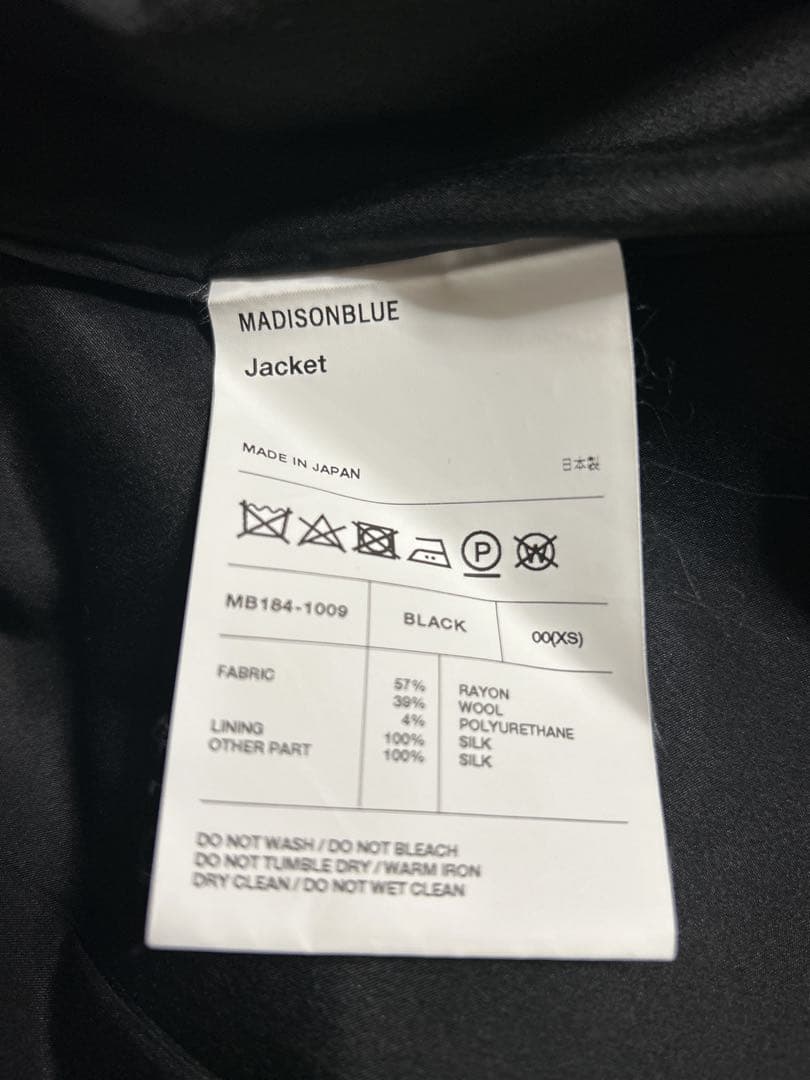 MADISONBLUE
Jacket
MADE IN JAPAN 日本製
P W
MB184-1009 BLACK 00(XS)
FABRIC 57% RAYON
39% WOOL
4% POLYURETHANE
LINING 100% SILK
OTHER PART 100% SILK
DO NOT WASH / DO NOT BLEACH
DO NOT TUMBLE DRY / WARM IRON
DRY CLEAN / DO NOT WET CLEAN